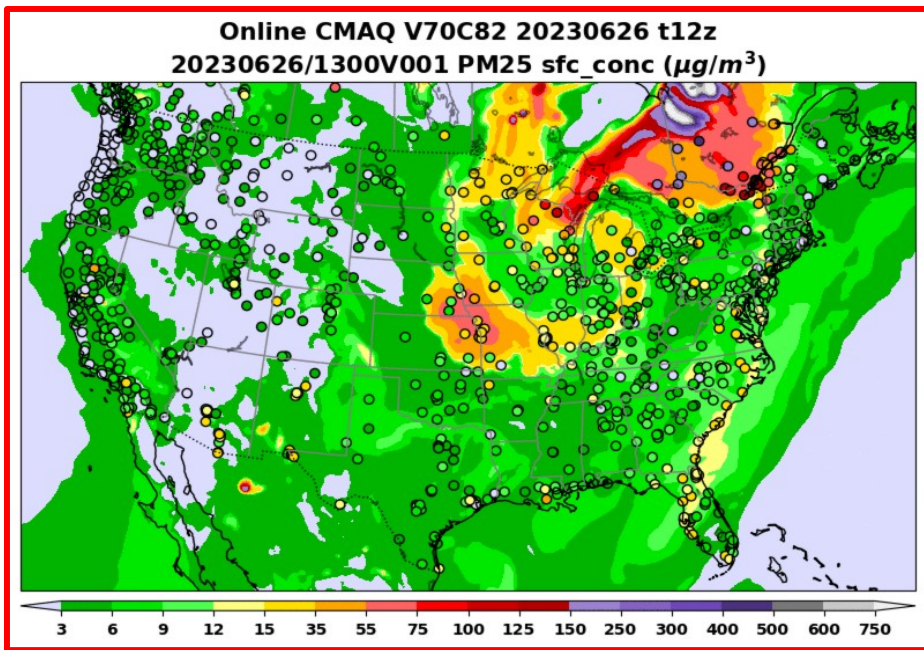 Online CMAQ V70C82 20230626 t12z
20230626/1300V001 PM25 sfc_conc (μg/m³)
3 6 9 12 15 35 55 75 100 125 150 250 300 400 500 600 750